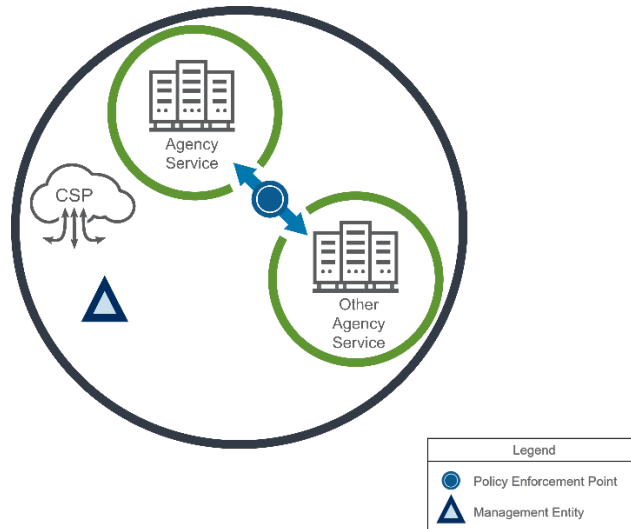 Agency
Service
CSP
Other
Agency
Service
Legend
Policy Enforcement Point
Management Entity